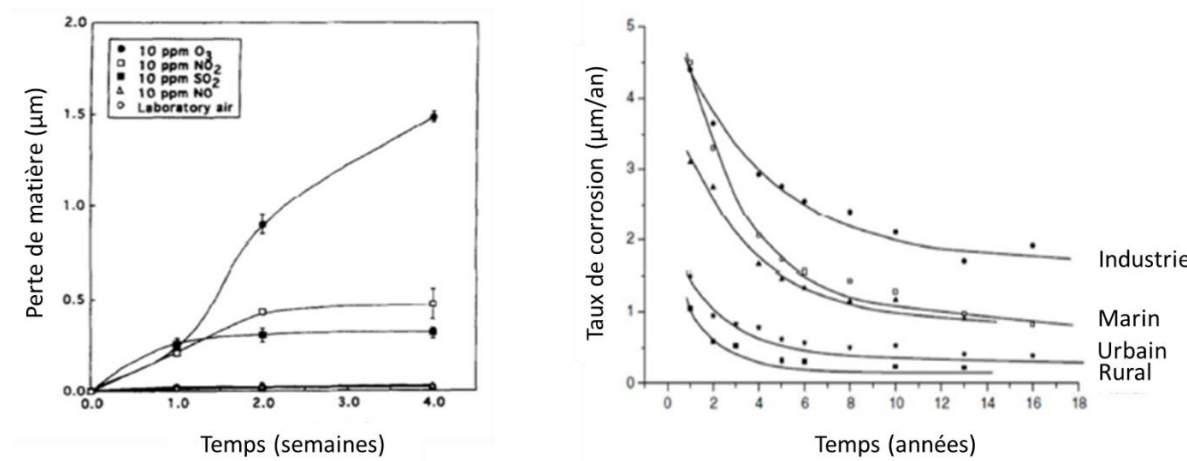 2.0
1.5
1.0
0.5
0.0
10 ppm O3
10 ppm NO2
10 ppm SO2
10 ppm NO
Laboratory air
0.0 1.0 2.0 3.0 4.0
Perte de matière (µm)
Temps (semaines)
5
4
3
2
1
0
0 2 4 6 8 10 12 14 16 18
Taux de corrosion (µm/an)
Temps (années)
Industrie
Marin
Urbain
Rural